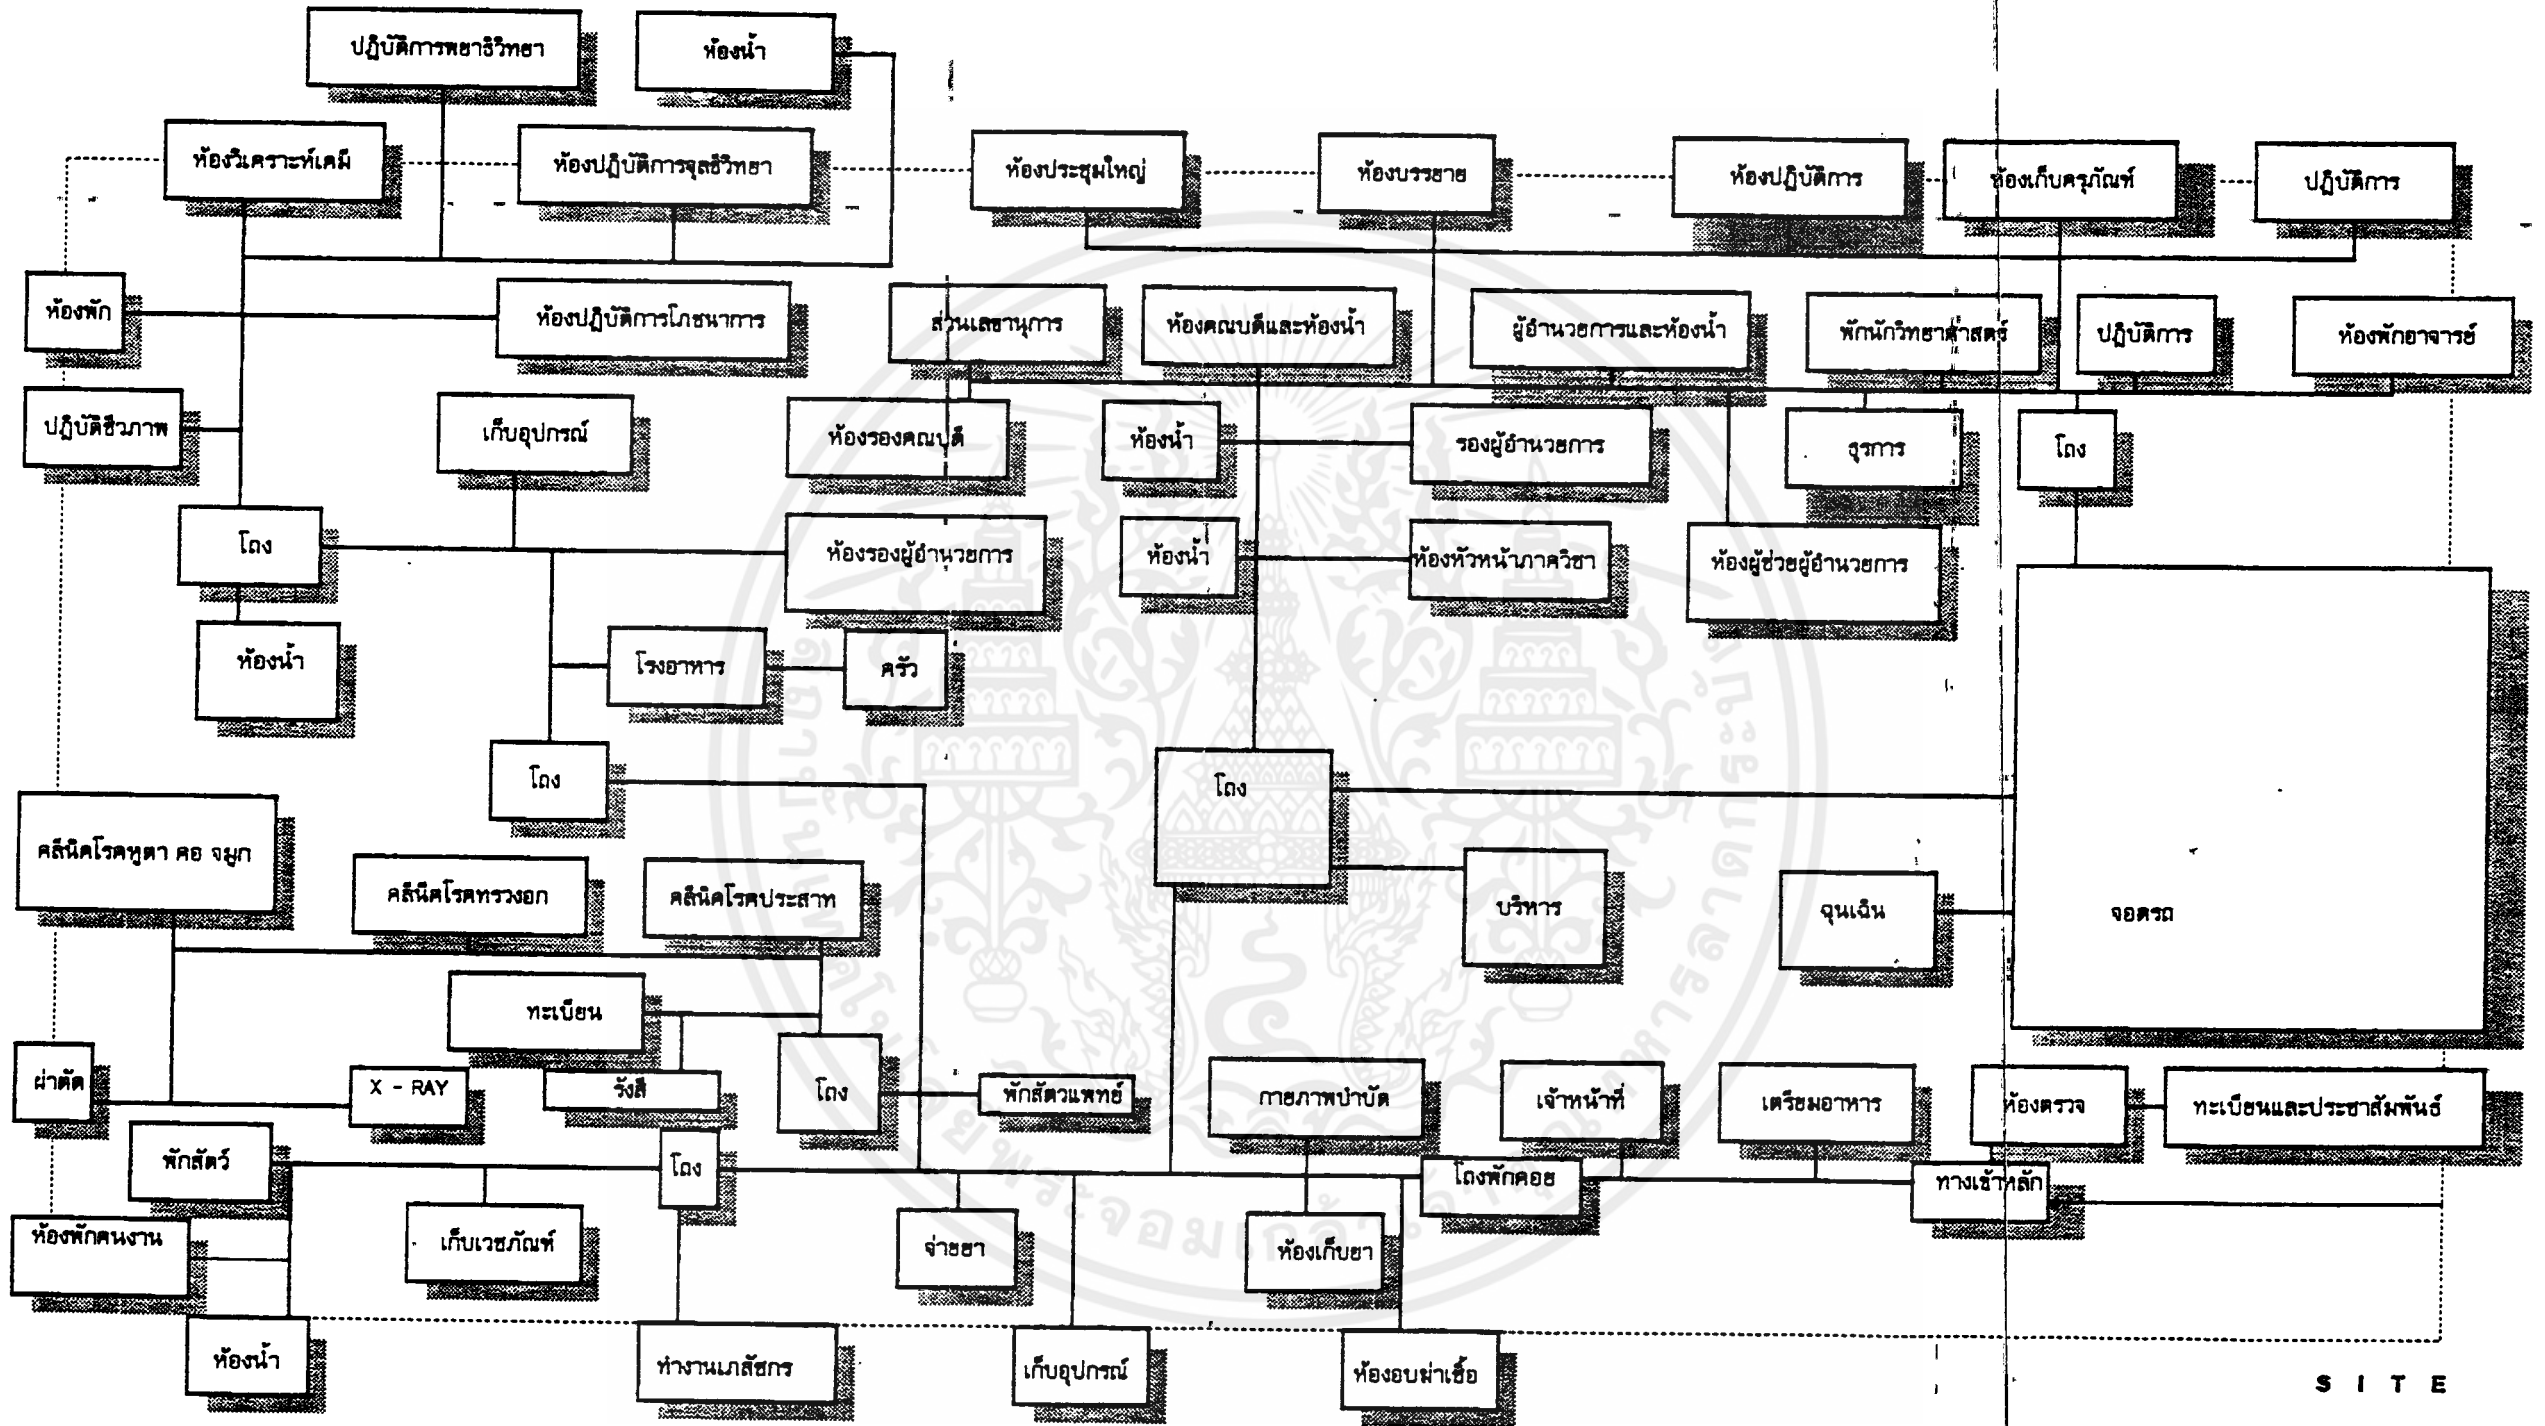 ปฏิบัติการพยาธิวิทยา
ห้องน้ำ
ห้องวิเคราะห์เคมี
ห้องปฏิบัติการจุลชีวิทยา
ห้องประชุมใหญ่
ห้องบรรยาย
ห้องปฏิบัติการ
ห้องเก็บครุภัณฑ์
ปฏิบัติการ
ห้องพัก
ห้องปฏิบัติการโภชนาการ
ส่วนเลขานุการ
ห้องคณบดีและห้องน้ำ
ผู้อำนวยการและห้องน้ำ
พักนักวิทยาศาสตร์
ปฏิบัติการ
ห้องพักอาจารย์
ปฏิบัติชีวภาพ
เก็บอุปกรณ์
ห้องรองคณบดี
ห้องน้ำ
รองผู้อำนวยการ
ธุรการ
โถง
โถง
ห้องรองผู้อำนวยการ
ห้องน้ำ
ห้องหัวหน้าภาควิชา
ห้องผู้ช่วยผู้อำนวยการ
ห้องน้ำ
โรงอาหาร
ครัว
โถง
โถง
คลีนิคโรคหูตา คอ จมูก
คลีนิคโรคทรวงอก
คลีนิคโรคประสาท
บริหาร
ฉุนเฉิน
จอดรถ
ทะเบียน
ผ่าตัด
X - RAY
รังสี
โถง
พักสัตวแพทย์
กายภาพบำบัด
เจ้าหน้าที่
เตรียมอาหาร
ห้องตรวจ
ทะเบียนและประชาสัมพันธ์
พักสัตว์
โถง
โถงพักคอย
ทางเข้าหลัก
ห้องพักคนงาน
เก็บเวชภัณฑ์
จ่ายยา
ห้องเก็บยา
ห้องน้ำ
ทำงานเภสัชกร
เก็บอุปกรณ์
ห้องอบฆ่าเชื้อ
S I T E